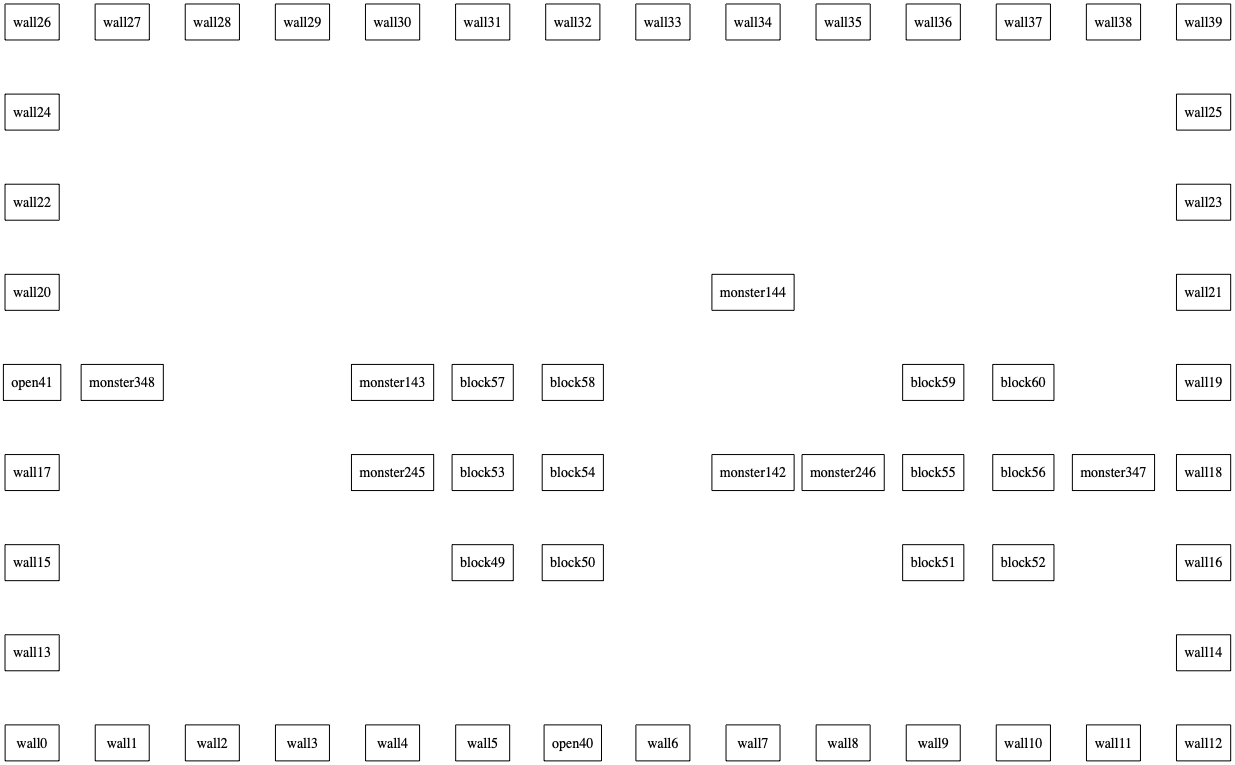 wall26 wall27 wall28 wall29 wall30 wall31 wall32 wall33 wall34 wall35 wall36 wall37 wall38 wall39
wall24 wall25
wall22 wall23
wall20 monster144 wall21
open41 monster348 monster143 block57 block58 block59 block60 wall19
wall17 monster245 block53 block54 monster142 monster246 block55 block56 monster347 wall18
wall15 block49 block50 block51 block52 wall16
wall13 wall14
wall0 wall1 wall2 wall3 wall4 wall5 open40 wall6 wall7 wall8 wall9 wall10 wall11 wall12